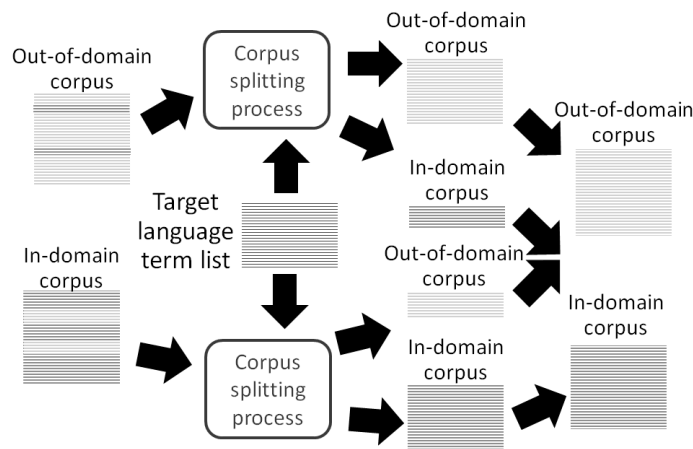 Out-of-domain
corpus
Corpus
splitting
process
Out-of-domain
corpus
Out-of-domain
corpus
In-domain
corpus
Target
language
term list
In-domain
corpus
Out-of-domain
corpus
In-domain
corpus
Corpus
splitting
process
In-domain
corpus